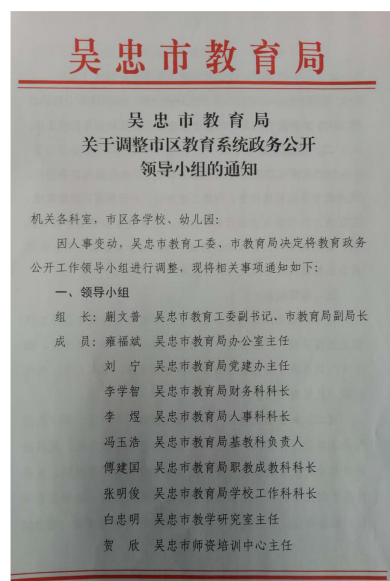 吴忠市教育局
吴忠市教育局
关于调整市区教育系统政务公开
领导小组的通知
机关各科室,市区各学校、幼儿园:
因人事变动,吴忠市教育工委、市教育局决定将教育政务
公开工作领导小组进行调整,现将相关事项通知如下:
一、领导小组
组 长:蒯文普 吴忠市教育工委副书记、市教育局副局长
成 员:雍福斌 吴忠市教育局办公室主任
刘 宁 吴忠市教育局党建办主任
李学智 吴忠市教育局财务科科长
李 煜 吴忠市教育局人事科科长
冯玉浩 吴忠市教育局基教科负责人
傅建国 吴忠市教育局职教成教科科长
张明俊 吴忠市教育局学校工作科科长
白忠明 吴忠市教学研究室主任
贺 欣 吴忠市师资培训中心主任